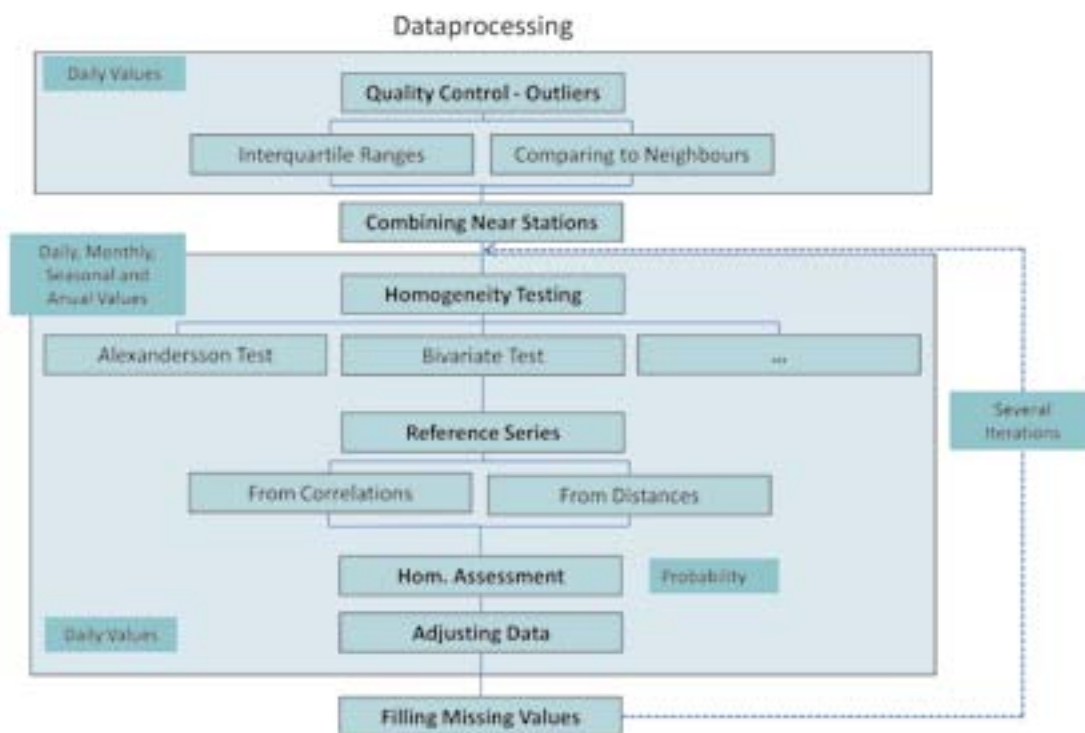 Dataprocessing
Daily Values
Quality Control - Outliers
Interquartile Ranges
Comparing to Neighbours
Combining Near Stations
Daily, Monthly,
Seasonal and
Anual Values
Homogeneity Testing
Alexandersson Test
Bivariate Test
...
Several
Iterations
Reference Series
From Correlations
From Distances
Hom. Assessment
Probability
Daily Values
Adjusting Data
Filling Missing Values